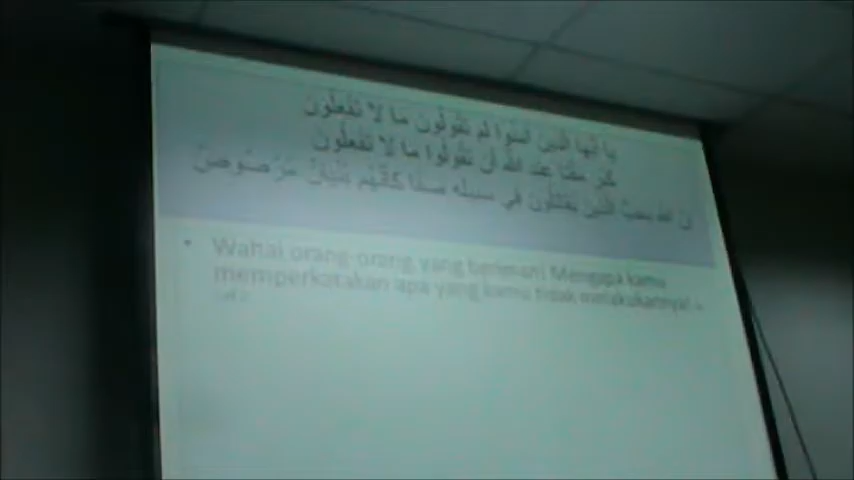 يا أيها الذين آمنوا لم تقولون ما لا تفعلون
كبر مقتا عند الله أن تقولوا ما لا تفعلون
إن الله يحب الذين يقاتلون في سبيله صفا كأنهم بنيان مرصوص
• Wahai orang-orang yang beriman! Mengapa kamu
memperkatakan apa yang kamu tidak melakukannya!